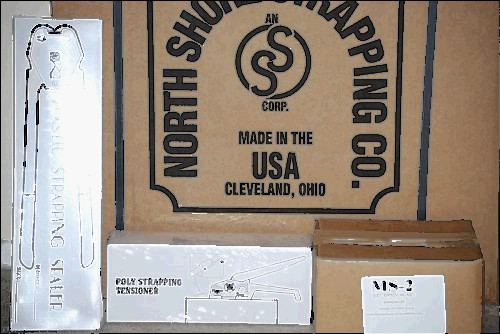 NORTH SHORE STRAPPING CO.
AN
SS
CORP.
MADE IN THE
USA
CLEVELAND, OHIO
STRAPPING SEALER
POLY STRAPPING
TENSIONER
MS-2